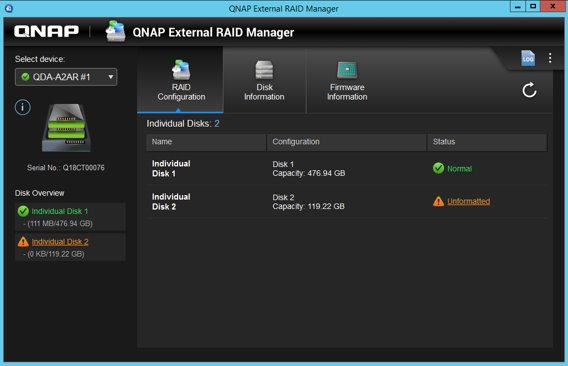 QNAP External RAID Manager
QNAP
QNAP External RAID Manager
Select device:
QDA-A2AR #1
Serial No.: Q18CT00076
Disk Overview
Individual Disk 1
- (111 MB/476.94 GB)
Individual Disk 2
- (0 KB/119.22 GB)
RAID
Configuration
Disk
Information
Firmware
Information
LOG
Individual Disks: 2
Name Configuration Status
Individual
Disk 1
Disk 1
Capacity: 476.94 GB
Normal
Individual
Disk 2
Disk 2
Capacity: 119.22 GB
Unformatted